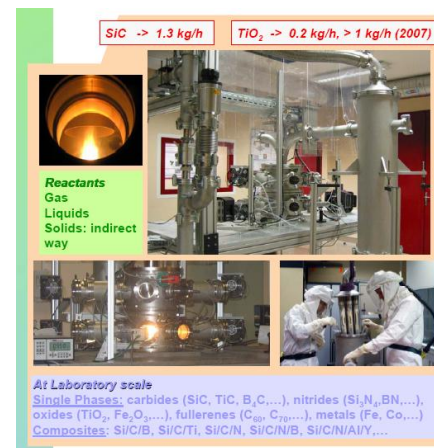 SiC -> 1.3 kg/h
TiO₂ -> 0.2 kg/h, > 1 kg/h (2007)
Reactants
Gas
Liquids
Solids: indirect
way
At Laboratory scale
Single Phases: carbides (SiC, TiC, B₄C,…), nitrides (Si₃N₄,BN,…),
oxides (TiO₂, Fe₂O₃,…), fullerenes (C₆₀, C₇₀,…), metals (Fe, Co,…)
Composites: Si/C/B, Si/C/Ti, Si/C/N, Si/C/N/B, Si/C/N/Al/Y,…